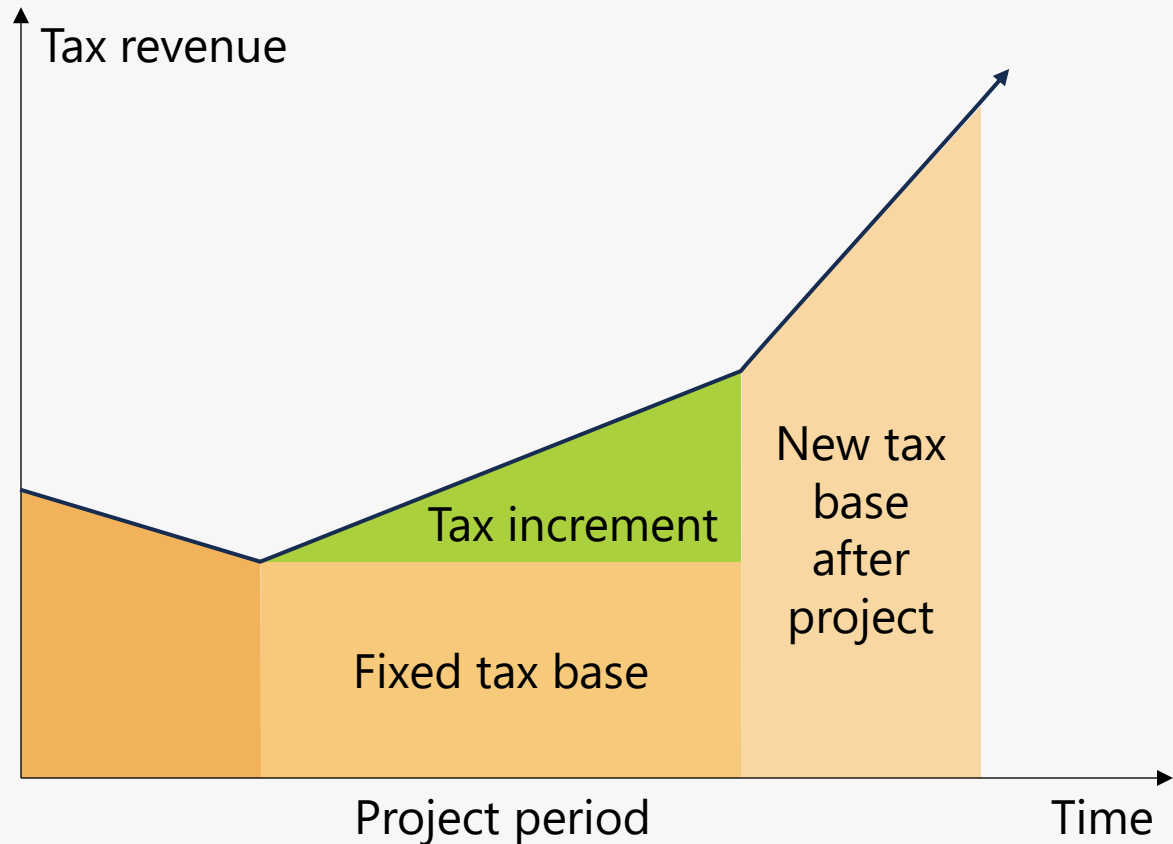 Tax revenue
New tax
base
after
project
Tax increment
Fixed tax base
Project period
Time